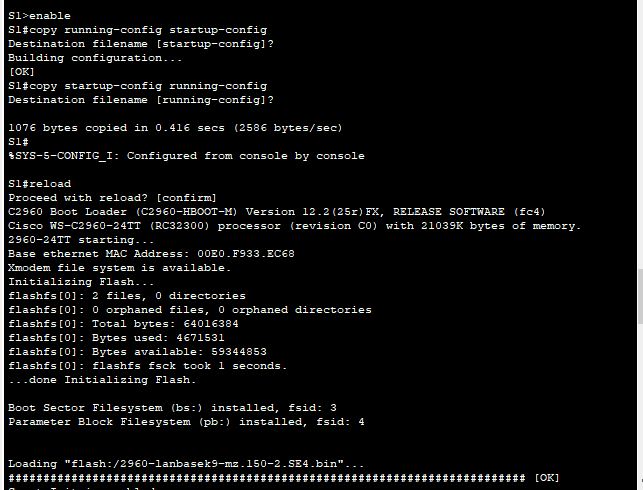 S1>enable
S1#copy running-config startup-config
Destination filename [startup-config]?
Building configuration...
[OK]
S1#copy startup-config running-config
Destination filename [running-config]?
1076 bytes copied in 0.416 secs (2586 bytes/sec)
S1#
%SYS-5-CONFIG_I: Configured from console by console
S1#reload
Proceed with reload? [confirm]
C2960 Boot Loader (C2960-HBOOT-M) Version 12.2(25r)FX, RELEASE SOFTWARE (fc4)
Cisco WS-C2960-24TT (RC32300) processor (revision C0) with 21039K bytes of memory.
2960-24TT starting...
Base ethernet MAC Address: 00E0.F933.EC68
Xmodem file system is available.
Initializing Flash...
flashfs[0]: 2 files, 0 directories
flashfs[0]: 0 orphaned files, 0 orphaned directories
flashfs[0]: Total bytes: 64016384
flashfs[0]: Bytes used: 4671531
flashfs[0]: Bytes available: 59344853
flashfs[0]: flashfs fsck took 1 seconds.
...done Initializing Flash.
Boot Sector Filesystem (bs:) installed, fsid: 3
Parameter Block Filesystem (pb:) installed, fsid: 4
Loading "flash:/2960-lanbasek9-mz.150-2.SE4.bin"...
########################################################################## [OK]